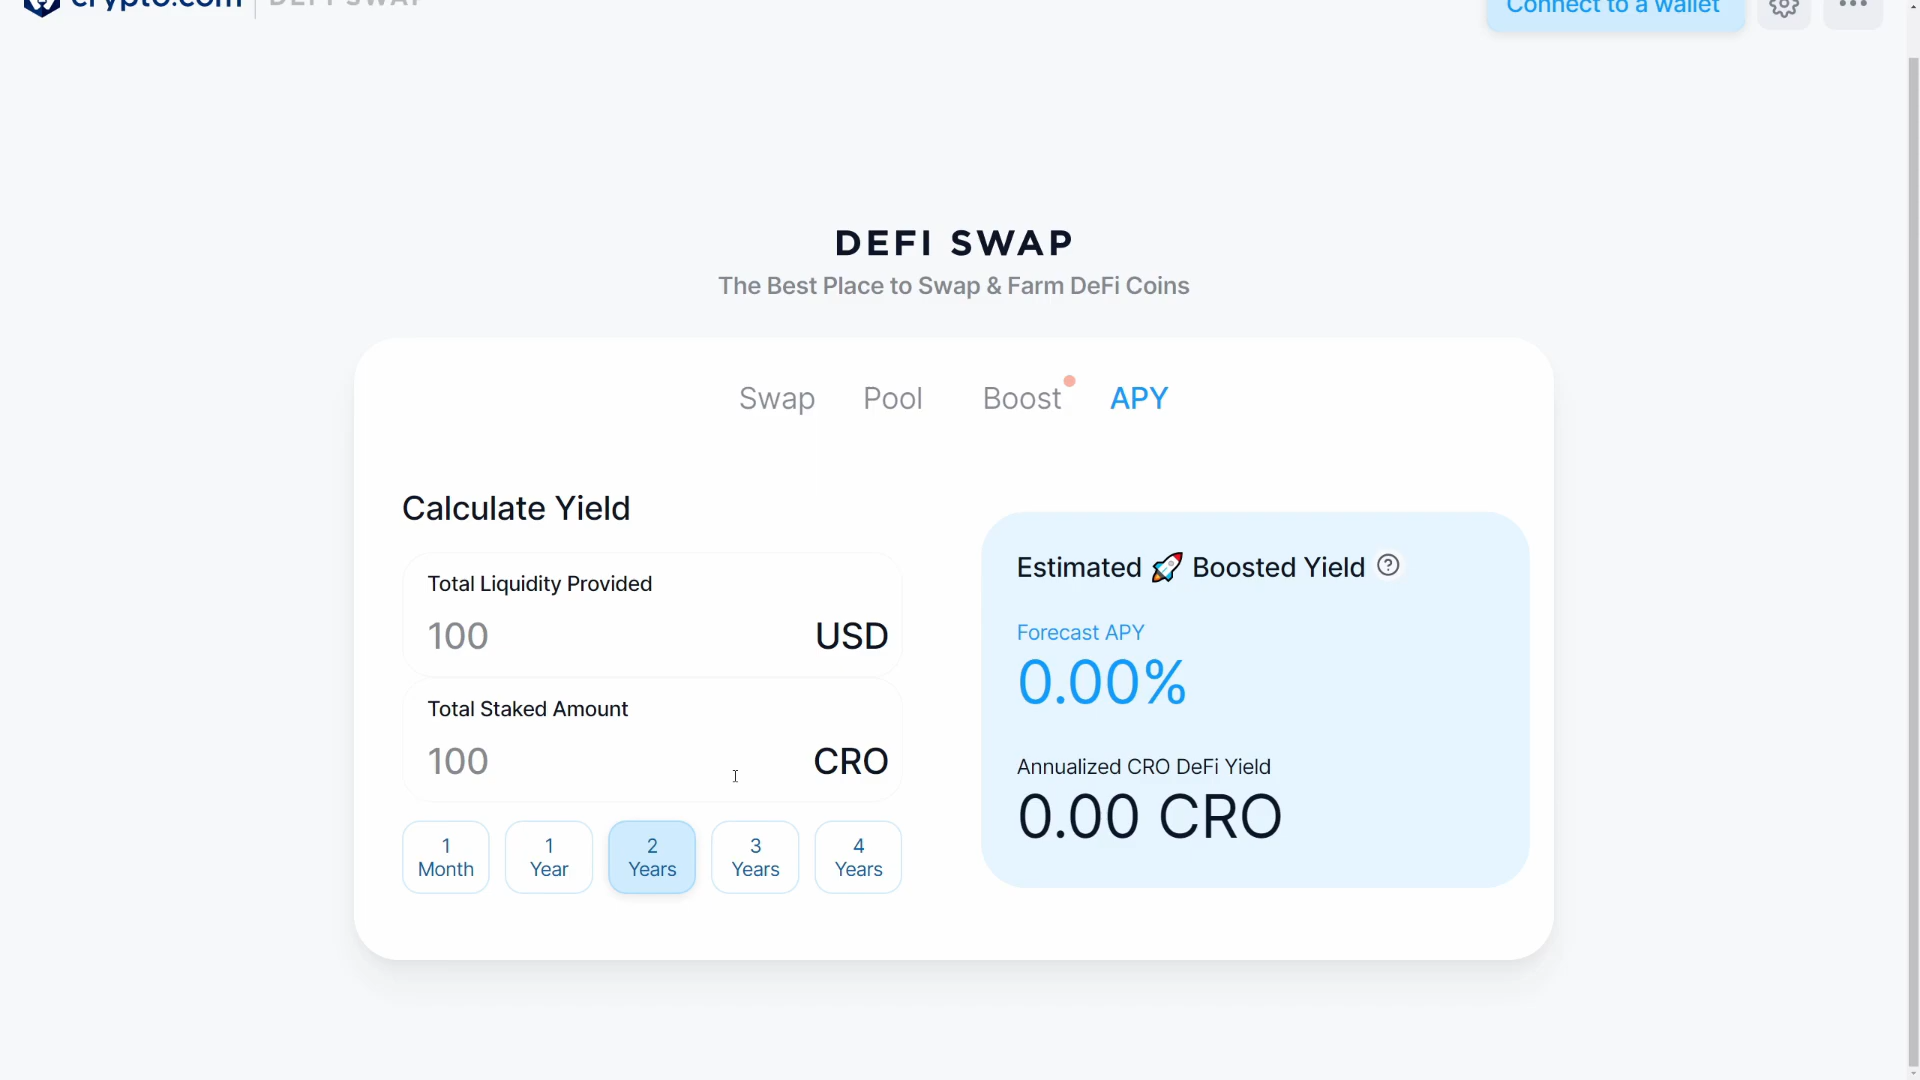 crypto.com DEFI SWAP Connect to a wallet
DEFI SWAP
The Best Place to Swap & Farm DeFi Coins
Swap Pool Boost APY
Calculate Yield
Total Liquidity Provided
100 USD
Total Staked Amount
100 CRO
1 Month
1 Year
2 Years
3 Years
4 Years
Estimated 🚀 Boosted Yield ?
Forecast APY
0.00%
Annualized CRO DeFi Yield
0.00 CRO